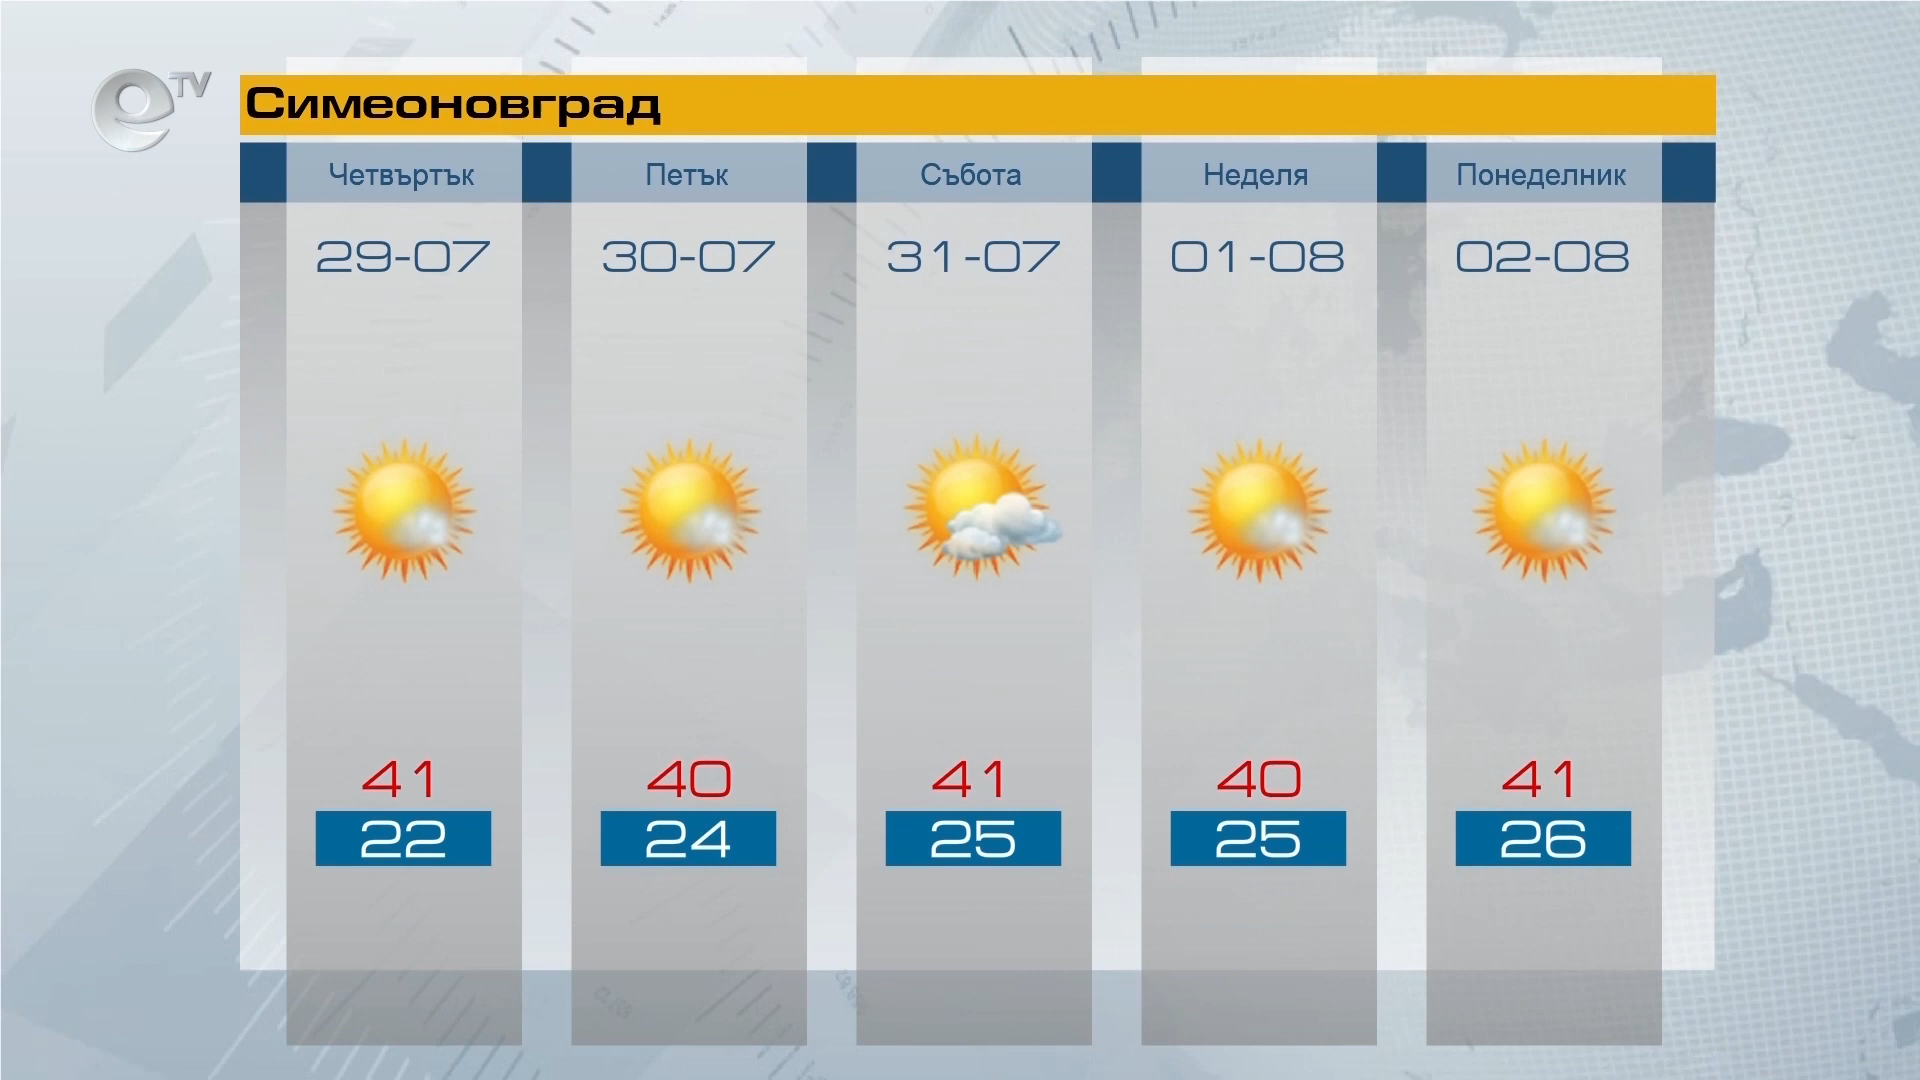 eTV
Симеоновград
Четвъртък Петък Събота Неделя Понеделник
29-07 30-07 31-07 01-08 02-08
41 40 41 40 41
22 24 25 25 26